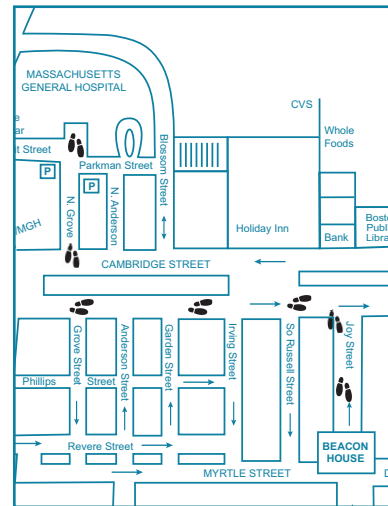 MASSACHUSETTS
GENERAL HOSPITAL
CVS
Whole
Foods
Blossom Street
Street
Parkman Street
P
P
N. Grove
N. Anderson
MGH
Holiday Inn
Bank
CAMBRIDGE STREET
Grove Street
Anderson Street
Garden Street
Irving Street
So Russell Street
Joy Street
Phillips Street
Revere Street
BEACON
HOUSE
MYRTLE STREET